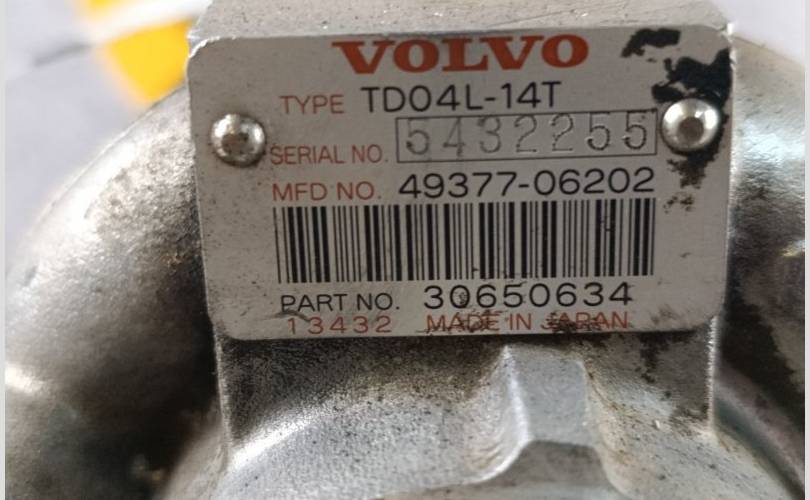 VOLVO
TYPE TD04L-14T
SERIAL NO. 5432255
MFD NO. 49377-06202
PART NO. 30650634
13432 MADE IN JAPAN